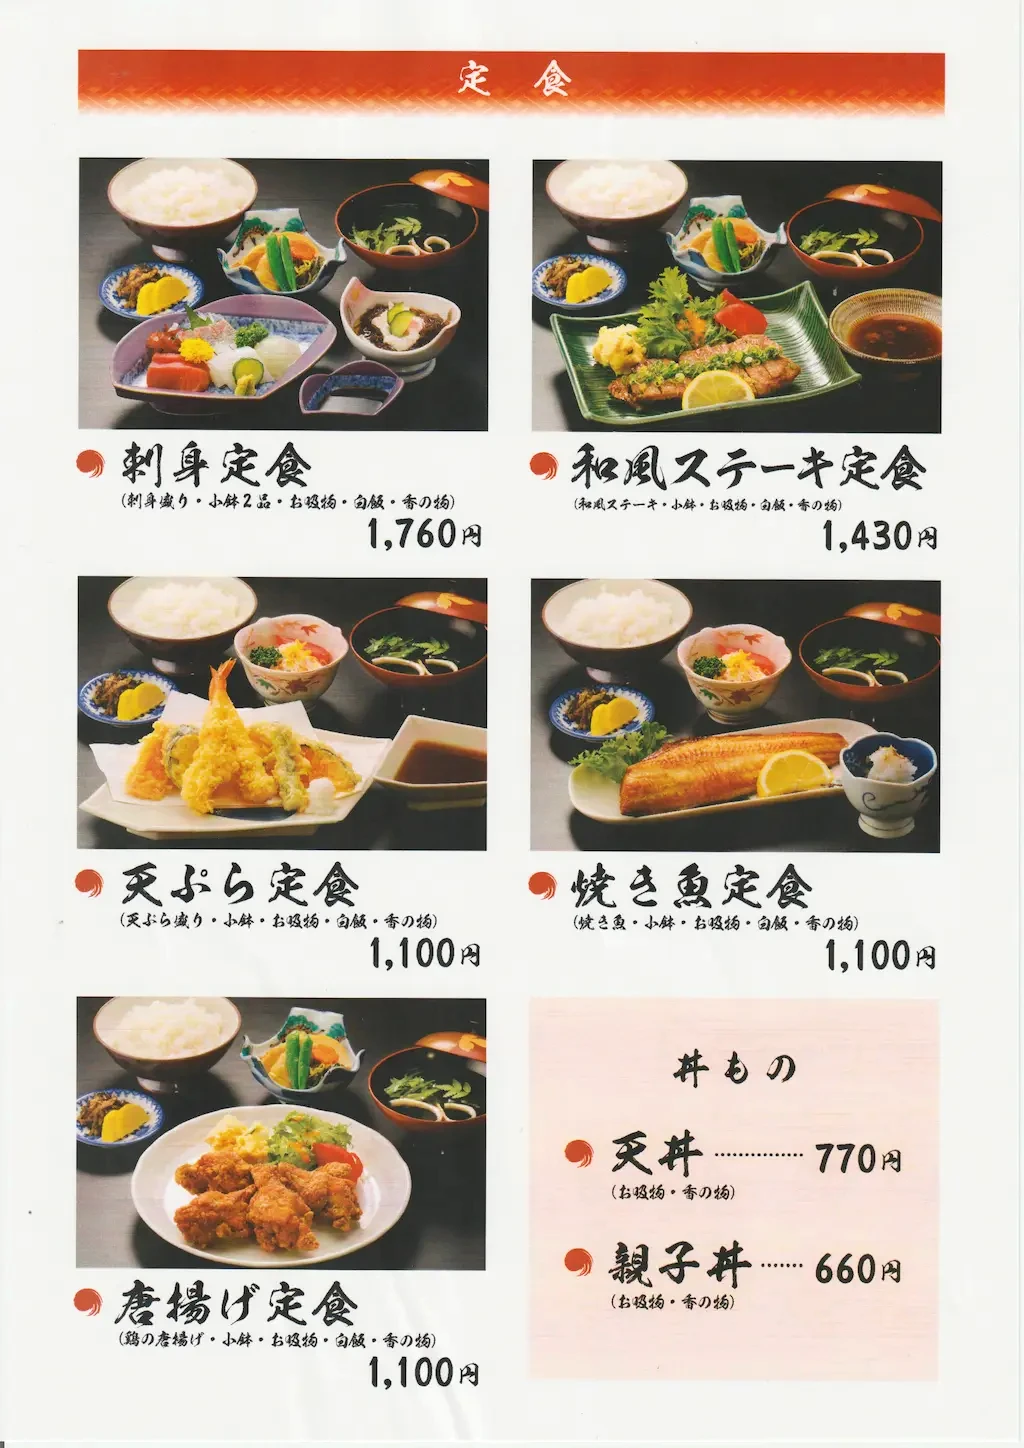 定食
刺身定食
(刺身盛り・小鉢2品・お吸物・白飯・香の物)
1,760円
和風ステーキ定食
(和風ステーキ・小鉢・お吸物・白飯・香の物)
1,430円
天ぷら定食
(天ぷら盛り・小鉢・お吸物・白飯・香の物)
1,100円
焼き魚定食
(焼き魚・小鉢・お吸物・白飯・香の物)
1,100円
唐揚げ定食
(鶏の唐揚げ・小鉢・お吸物・白飯・香の物)
1,100円
丼もの
天丼……………770円
(お吸物・香の物)
親子丼……660円
(お吸物・香の物)